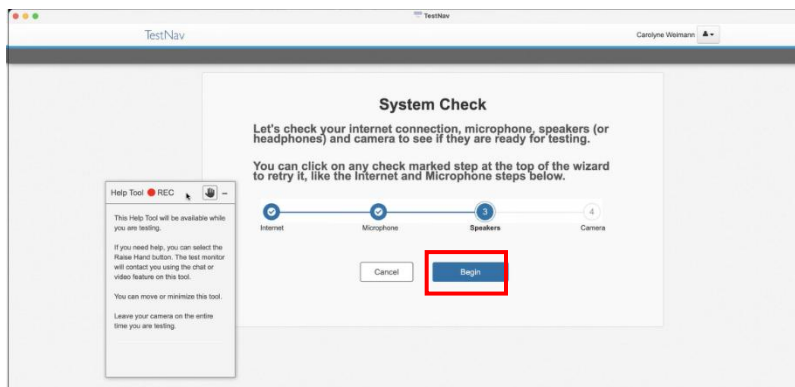 TestNav
TestNav
Carolyne Weimann
System Check
Let's check your internet connection, microphone, speakers (or
headphones) and camera to see if they are ready for testing.
You can click on any check marked step at the top of the wizard
to retry it, like the Internet and Microphone steps below.
Internet
Microphone
3
Speakers
4
Camera
Cancel
Begin
Help Tool REC
This Help Tool will be available while
you are testing.
If you need help, you can select the
Raise Hand button. The test monitor
will contact you using the chat or
video feature on this tool.
You can move or minimize this tool.
Leave your camera on the entire
time you are testing.